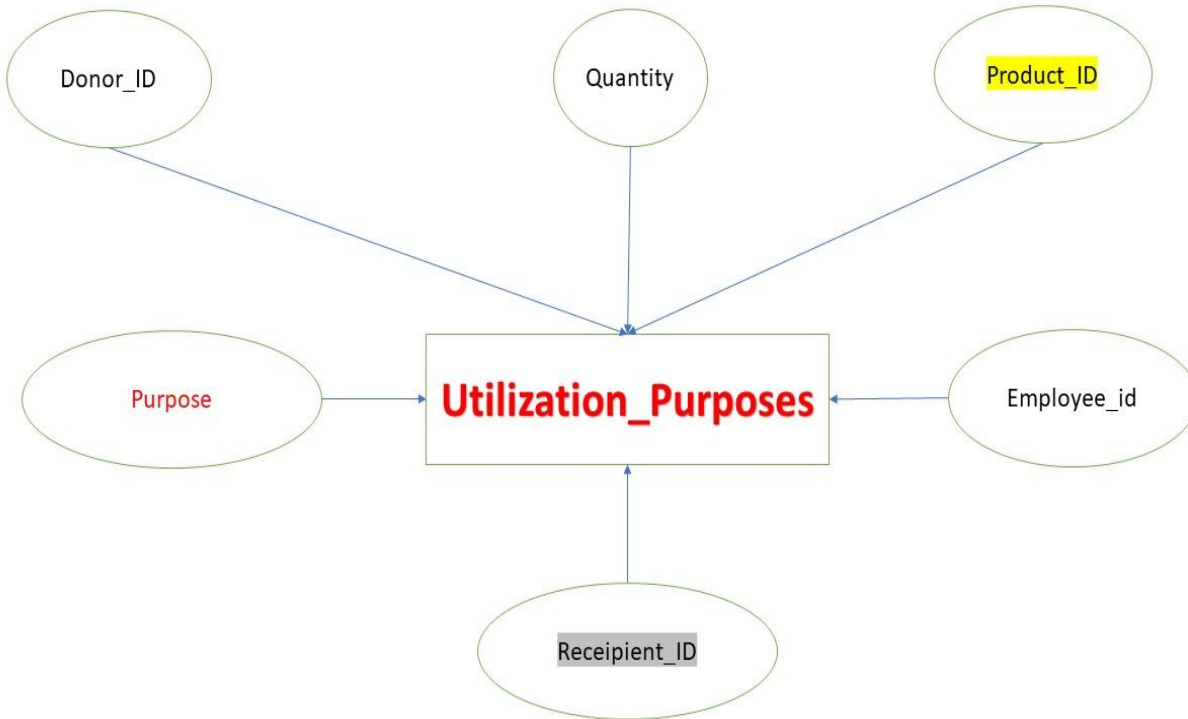 Donor_ID
Quantity
Product_ID
Purpose
Utilization_Purposes
Employee_id
Receipient_ID